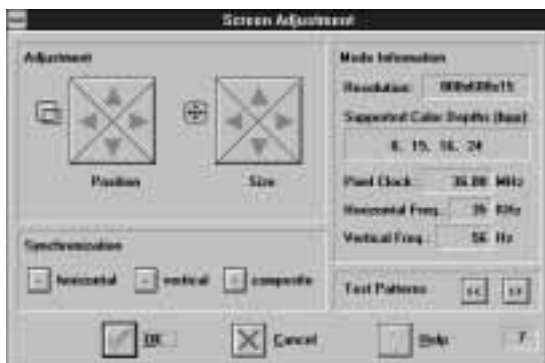 Screen Adjustment
Adjustment
Position
Size
Synchronization
- horizontal
- vertical
composite
Mode Information
Resolution: 800x600x15
Supported Color Depths (bpp)
8, 15, 16, 24
Pixel Clock: 36.00 MHz
Horizontal Freq.: 35 KHz
Vertical Freq.: 56 Hz
Test Patterns << >>
OK
Cancel
Help